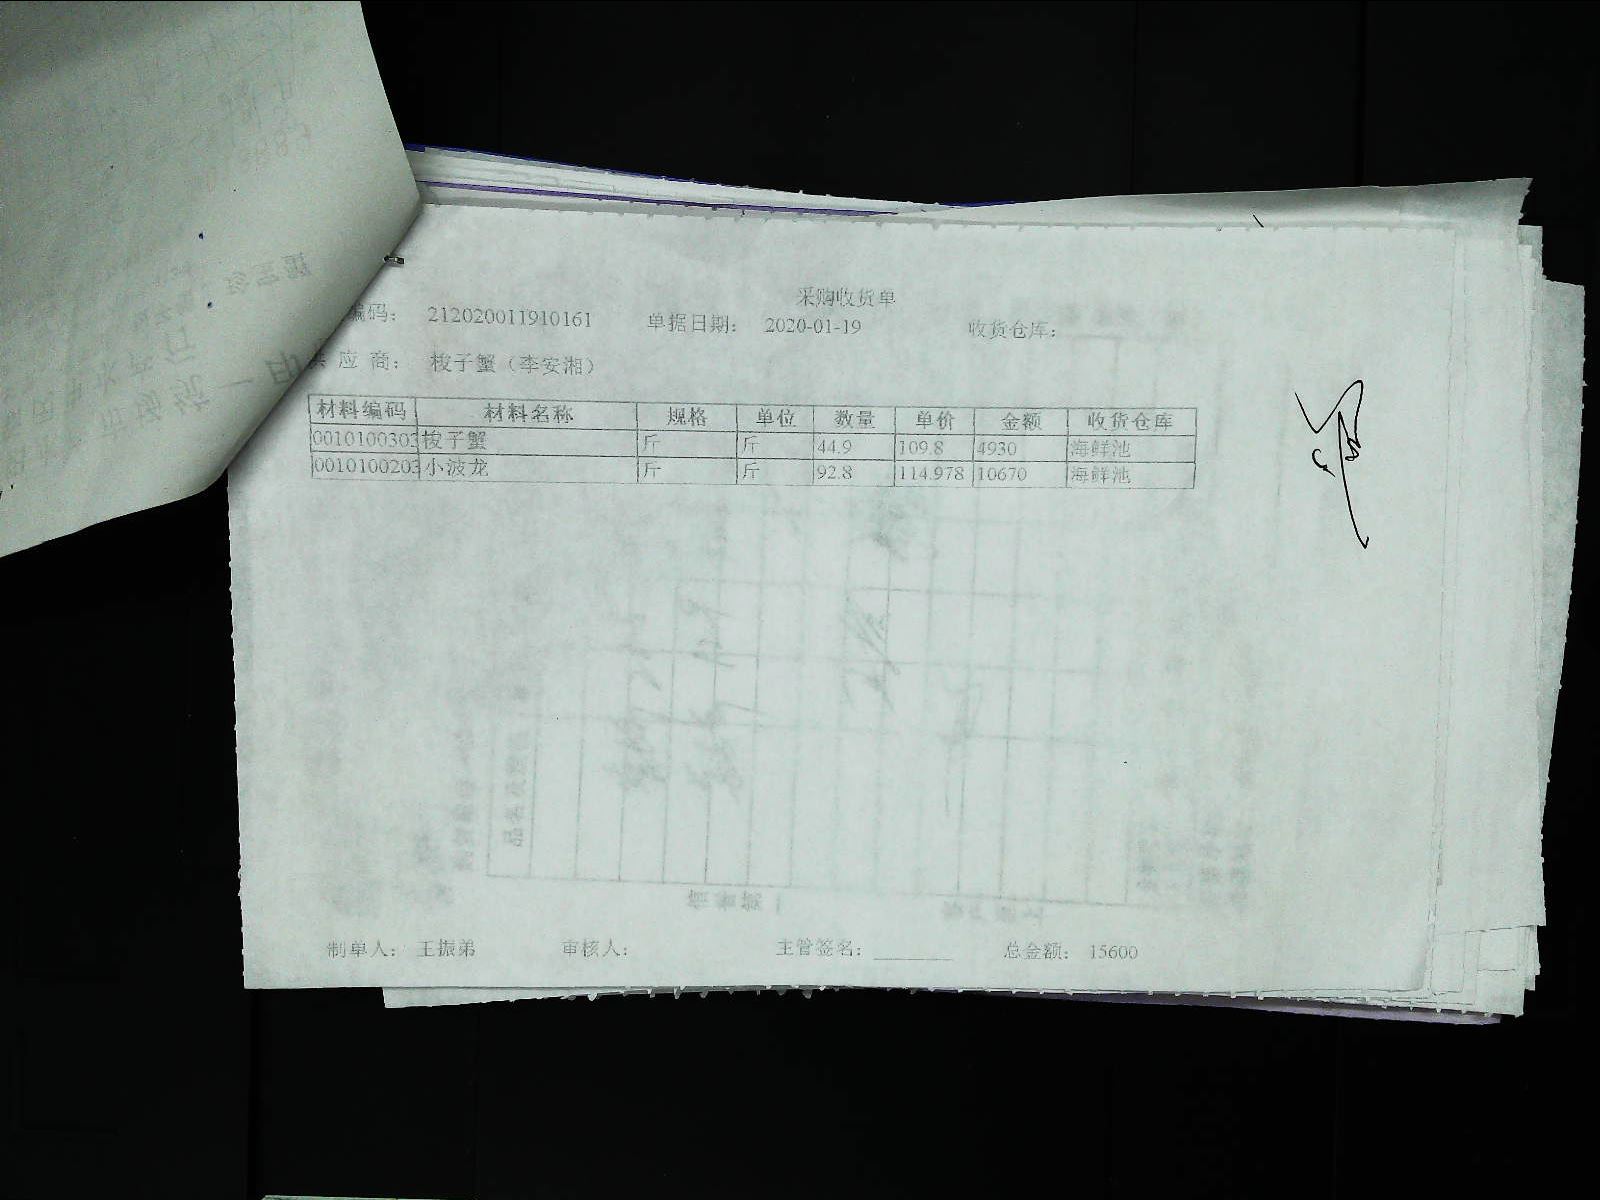 采购收货单
编码: 212020011910161 单据日期: 2020-01-19 收货仓库:
应 商: 梭子蟹（李安湘）
材料编码 材料名称 规格 单位 数量 单价 金额 收货仓库
0010100303 梭子蟹 斤 斤 44.9 109.8 4930 海鲜池
0010100203 小波龙 斤 斤 92.8 114.978 10670 海鲜池
制单人: 王振弟 审核人: 主管签名: 总金额: 15600